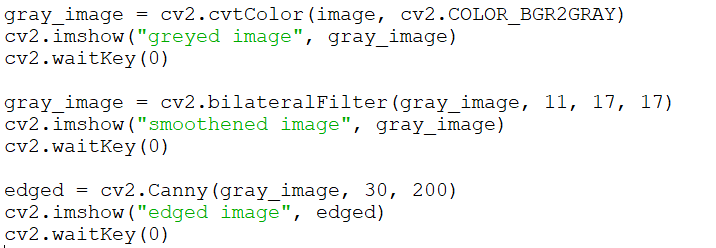 gray_image = cv2.cvtColor(image, cv2.COLOR_BGR2GRAY)
cv2.imshow("greyed image", gray_image)
cv2.waitKey(0)

gray_image = cv2.bilateralFilter(gray_image, 11, 17, 17)
cv2.imshow("smoothened image", gray_image)
cv2.waitKey(0)

edged = cv2.Canny(gray_image, 30, 200)
cv2.imshow("edged image", edged)
cv2.waitKey(0)